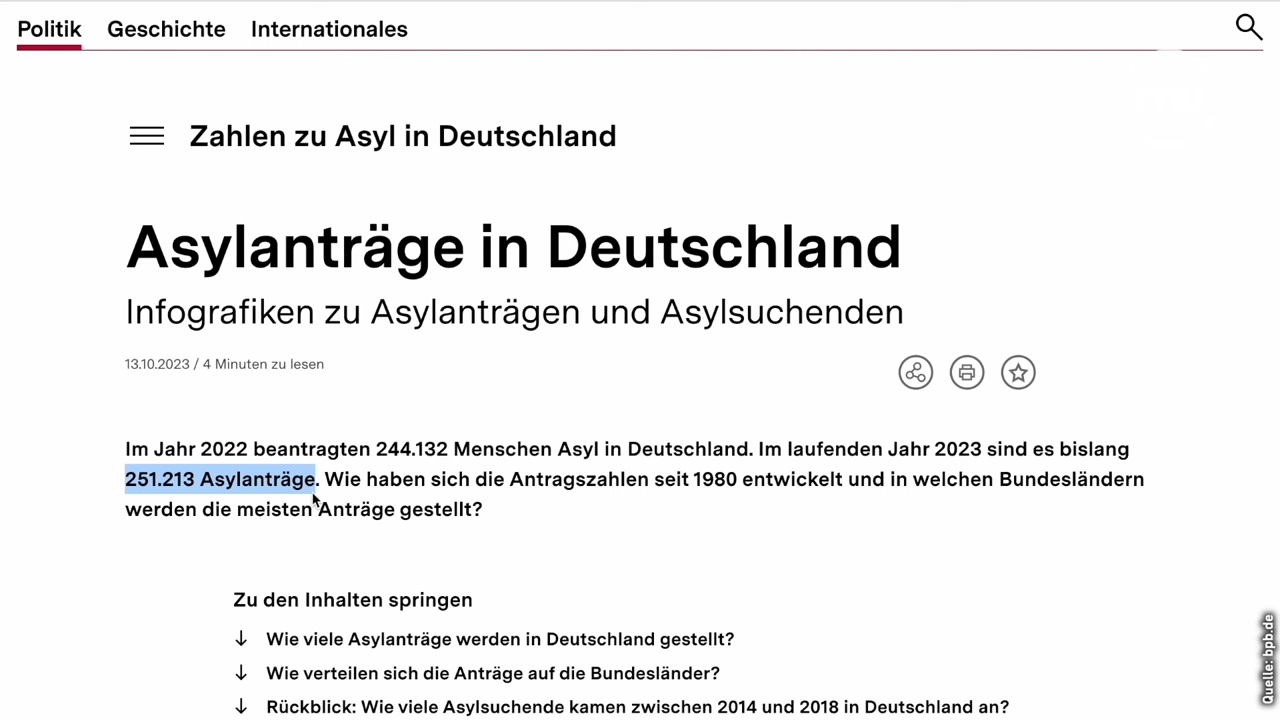 Politik Geschichte Internationales
Zahlen zu Asyl in Deutschland
Asylanträge in Deutschland
Infografiken zu Asylanträgen und Asylsuchenden
13.10.2023 / 4 Minuten zu lesen
Im Jahr 2022 beantragten 244.132 Menschen Asyl in Deutschland. Im laufenden Jahr 2023 sind es bislang
251.213 Asylanträge. Wie haben sich die Antragszahlen seit 1980 entwickelt und in welchen Bundesländern
werden die meisten Anträge gestellt?
Zu den Inhalten springen
↓ Wie viele Asylanträge werden in Deutschland gestellt?
↓ Wie verteilen sich die Anträge auf die Bundesländer?
↓ Rückblick: Wie viele Asylsuchende kamen zwischen 2014 und 2018 in Deutschland an?
Quelle: bpb.de